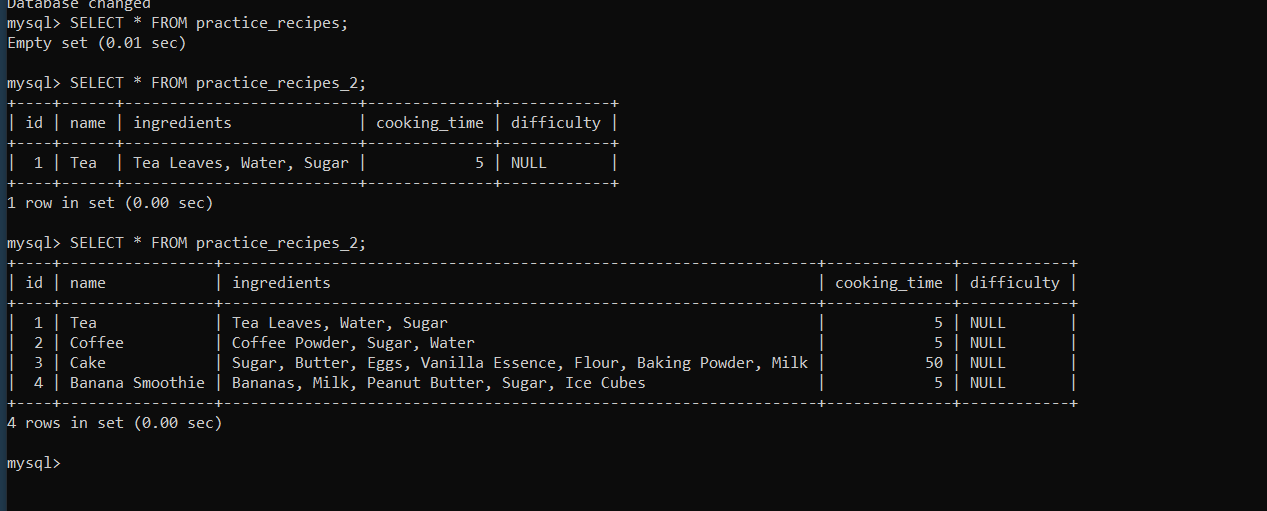 Database changed
mysql> SELECT * FROM practice_recipes;
Empty set (0.01 sec)
mysql> SELECT * FROM practice_recipes_2;
+----+------+--------------------------+--------------+------------+
| id | name | ingredients              | cooking_time | difficulty |
+----+------+--------------------------+--------------+------------+
|  1 | Tea  | Tea Leaves, Water, Sugar |            5 | NULL       |
+----+------+--------------------------+--------------+------------+
1 row in set (0.00 sec)
mysql> SELECT * FROM practice_recipes_2;
+----+-----------------+------------------------------------------------------------------+--------------+------------+
| id | name            | ingredients                                                      | cooking_time | difficulty |
+----+-----------------+------------------------------------------------------------------+--------------+------------+
|  1 | Tea             | Tea Leaves, Water, Sugar                                         |            5 | NULL       |
|  2 | Coffee          | Coffee Powder, Sugar, Water                                      |            5 | NULL       |
|  3 | Cake            | Sugar, Butter, Eggs, Vanilla Essence, Flour, Baking Powder, Milk |           50 | NULL       |
|  4 | Banana Smoothie | Bananas, Milk, Peanut Butter, Sugar, Ice Cubes                   |            5 | NULL       |
+----+-----------------+------------------------------------------------------------------+--------------+------------+
4 rows in set (0.00 sec)
mysql>